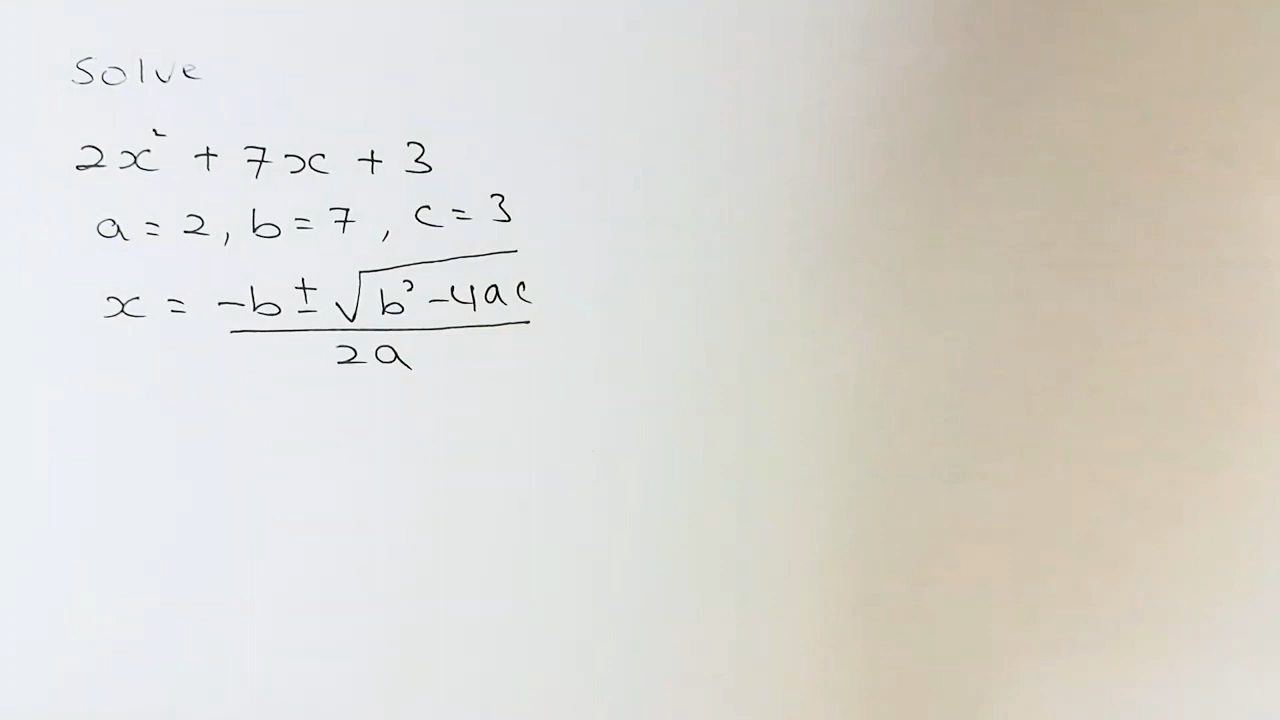 Solve
2x² + 7x + 3
a = 2, b = 7, c = 3
x = -b ± √b² - 4ac
2a